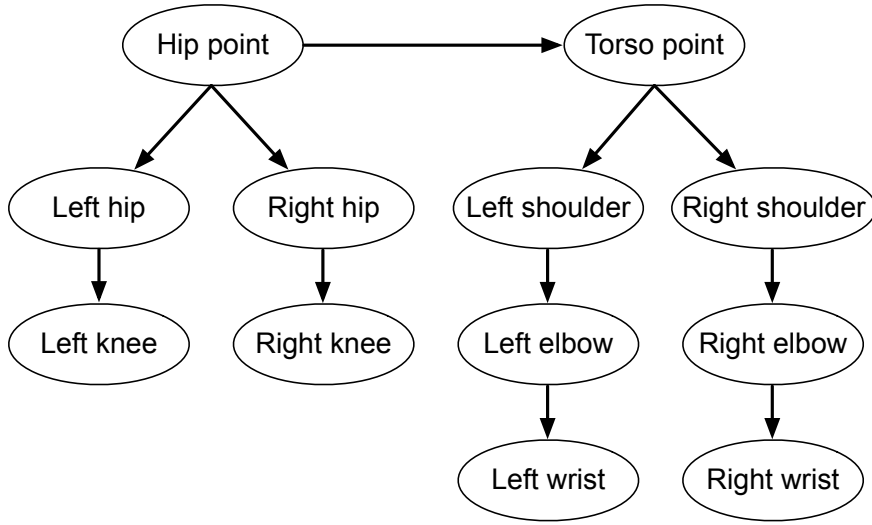 Hip point
Torso point
Left hip
Right hip
Left shoulder
Right shoulder
Left knee
Right knee
Left elbow
Right elbow
Left wrist
Right wrist